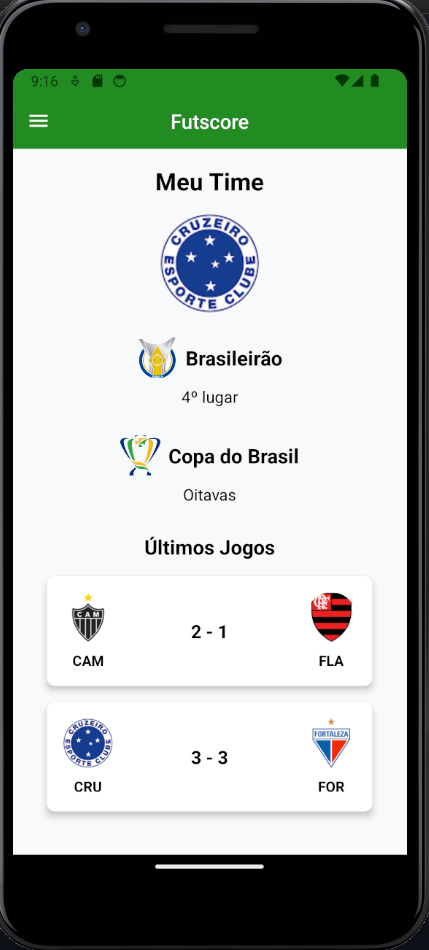 9:16
Futscore
Meu Time
CRUZEIRO
ESPORTE CLUBE
Brasileirão
4º lugar
Copa do Brasil
Oitavas
Últimos Jogos
CAM
2 - 1
CAM
FLA
CRUZEIRO
ESPORTE CLUBE
FORTALEZA
3 - 3
CRU
FOR